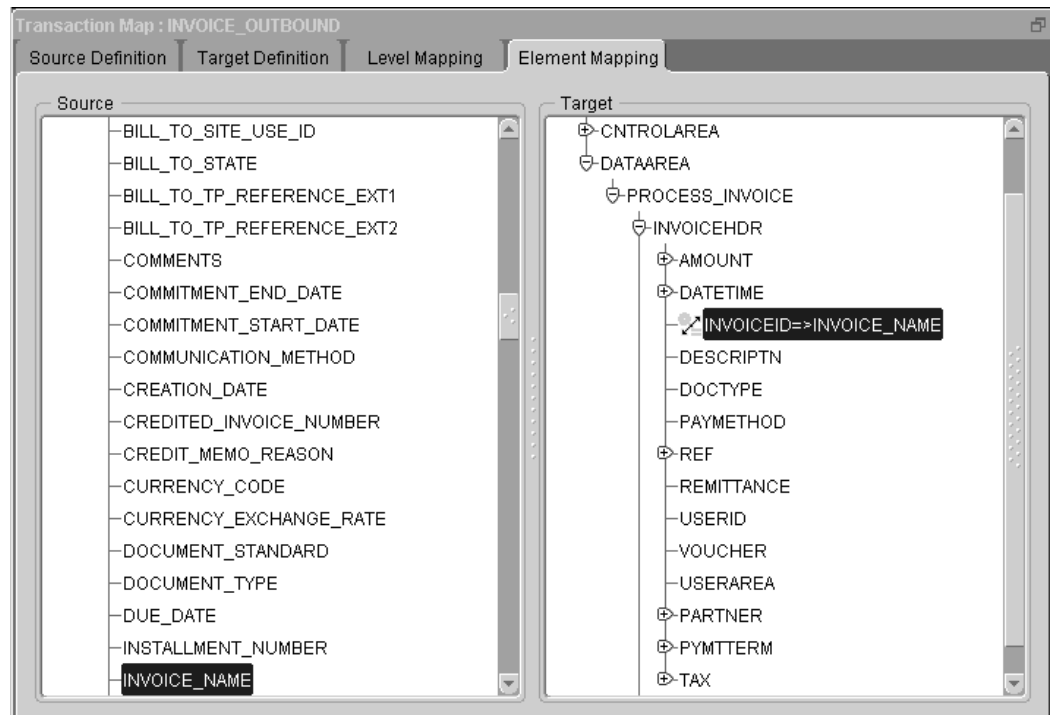 Transaction Map : INVOICE_OUTBOUND
Source Definition
Target Definition
Level Mapping
Element Mapping
Source
BILL_TO_SITE_USE_ID
BILL_TO_STATE
BILL_TO_TP_REFERENCE_EXT1
BILL_TO_TP_REFERENCE_EXT2
COMMENTS
COMMITMENT_END_DATE
COMMITMENT_START_DATE
COMMUNICATION_METHOD
CREATION_DATE
CREDITED_INVOICE_NUMBER
CREDIT_MEMO_REASON
CURRENCY_CODE
CURRENCY_EXCHANGE_RATE
DOCUMENT_STANDARD
DOCUMENT_TYPE
DUE_DATE
INSTALLMENT_NUMBER
INVOICE_NAME
Target
CNTROLAREA
DATAAREA
PROCESS_INVOICE
INVOICEHDR
AMOUNT
DATETIME
INVOICEID=>INVOICE_NAME
DESCRIPTN
DOCTYPE
PAYMETHOD
REF
REMITTANCE
USERID
VOUCHER
USERAREA
PARTNER
PYMTTERM
TAX